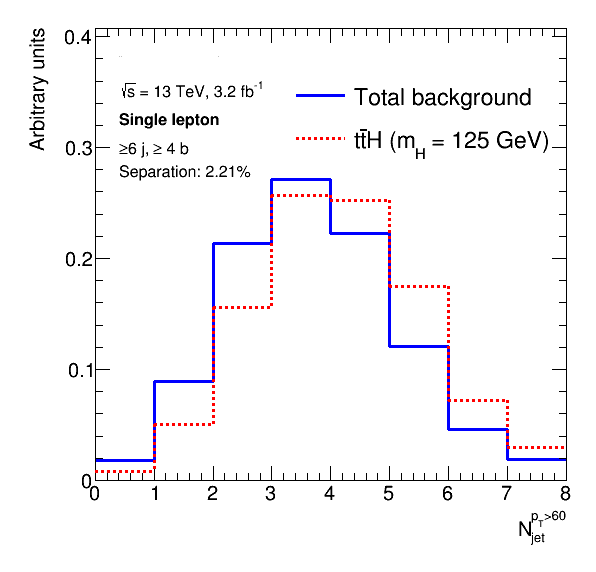 0.4
0.3
0.2
0.1
0
Arbitrary units
√s = 13 TeV, 3.2 fb⁻¹
Single lepton
≥6 j, ≥ 4 b
Separation: 2.21%
Total background
tt̄H (m_H = 125 GeV)
0 1 2 3 4 5 6 7 8
N_jet^{p_T>60}